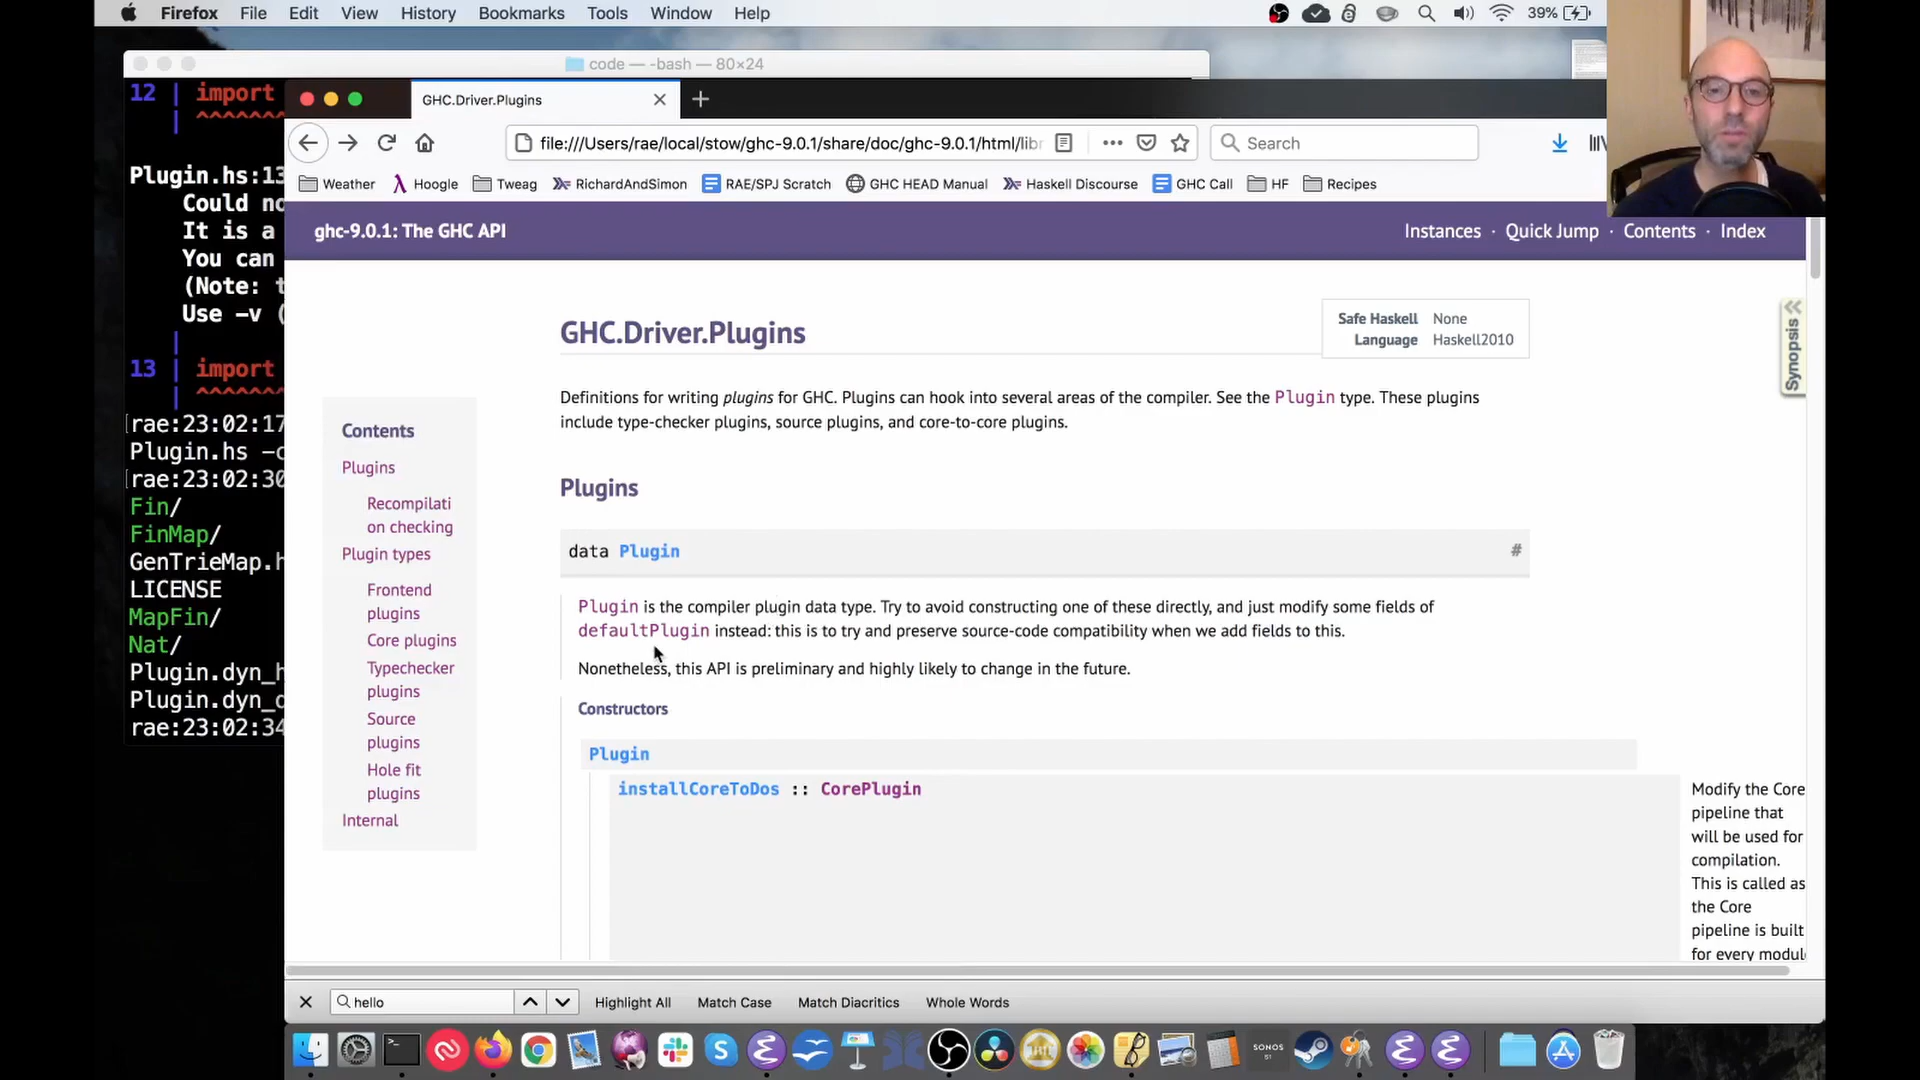 Firefox File Edit View History Bookmarks Tools Window Help
39%
code — -bash — 80×24
12 | import
^^^^^^^
|
Plugin.hs:13
Could no
It is a
You can
(Note: t
Use -v (
|
13 | import
| ^^^^^^^
rae:23:02:17
Plugin.hs -c
rae:23:02:30
Fin/
FinMap/
GenTrieMap.h
LICENSE
MapFin/
Nat/
Plugin.dyn_h
Plugin.dyn_o
rae:23:02:34
GHC.Driver.Plugins
file:///Users/rae/local/stow/ghc-9.0.1/share/doc/ghc-9.0.1/html/libr
Search
Weather Hoogle Tweag RichardAndSimon RAE/SPJ Scratch GHC HEAD Manual Haskell Discourse GHC Call HF Recipes
ghc-9.0.1: The GHC API
Instances · Quick Jump · Contents · Index
Synopsis
Contents
Plugins
Recompilati
on checking
Plugin types
Frontend
plugins
Core plugins
Typechecker
plugins
Source
plugins
Hole fit
plugins
Internal
GHC.Driver.Plugins
Safe Haskell None
Language Haskell2010
Definitions for writing plugins for GHC. Plugins can hook into several areas of the compiler. See the Plugin type. These plugins
include type-checker plugins, source plugins, and core-to-core plugins.
Plugins
data Plugin #
Plugin is the compiler plugin data type. Try to avoid constructing one of these directly, and just modify some fields of
defaultPlugin instead: this is to try and preserve source-code compatibility when we add fields to this.
Nonetheless, this API is preliminary and highly likely to change in the future.
Constructors
Plugin
installCoreToDos :: CorePlugin
Modify the Core
pipeline that
will be used for
compilation.
This is called as
the Core
pipeline is built
for every modul
hello
Highlight All Match Case Match Diacritics Whole Words
SONOS
S1